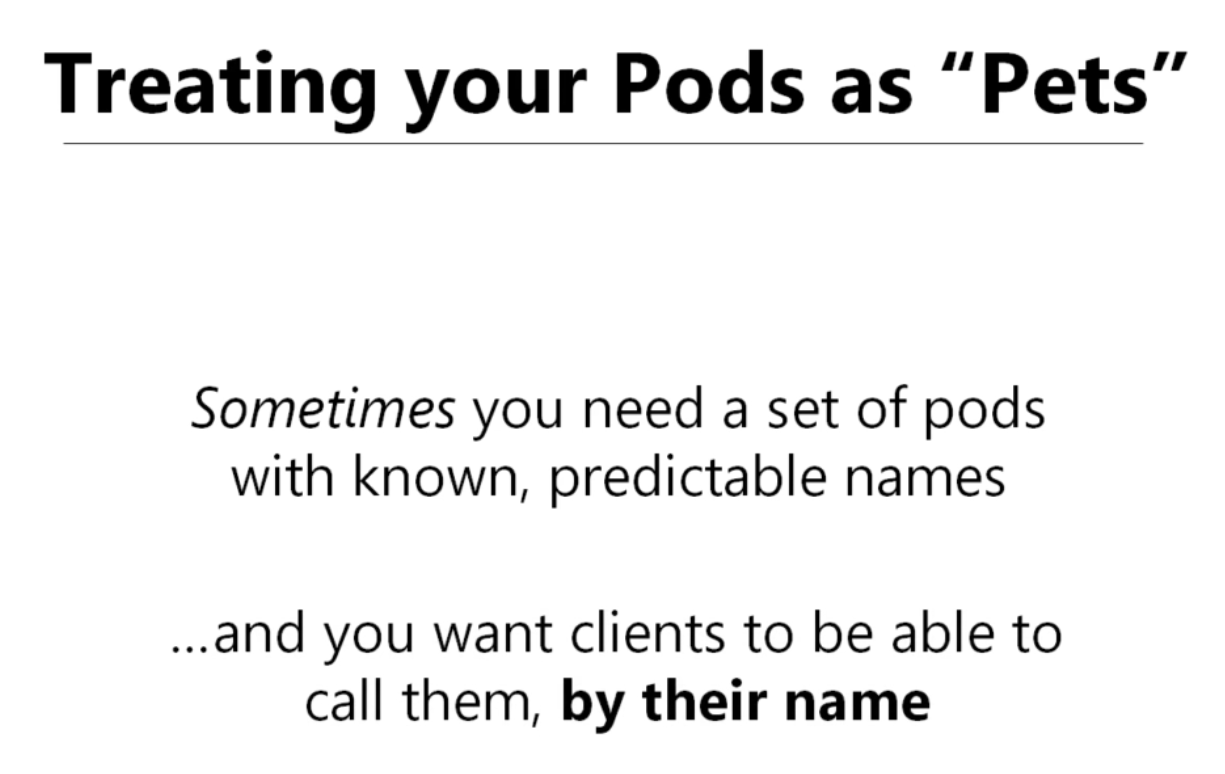 Treating your Pods as “Pets”
Sometimes you need a set of pods
with known, predictable names
...and you want clients to be able to
call them, by their name